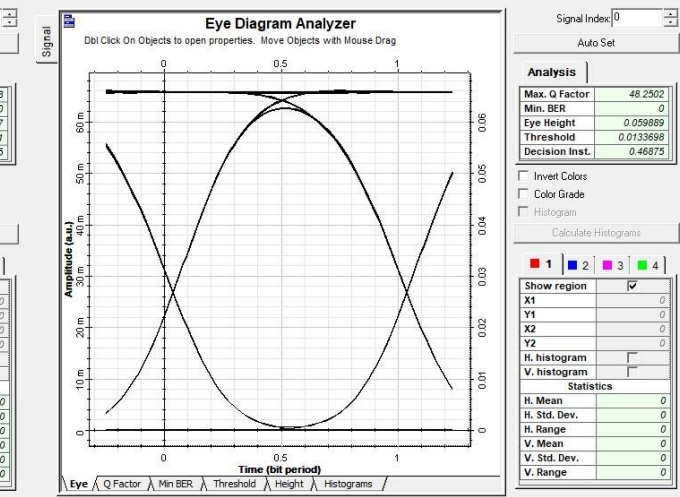 Signal
Eye Diagram Analyzer
Dbl Click On Objects to open properties. Move Objects with Mouse Drag
0 0.5 1
Amplitude (a.u.)
60 m
50 m
40 m
30 m
20 m
10 m
0
0.06
0.05
0.04
0.03
0.02
0.01
0
0 0.5 1
Time (bit period)
Eye Q Factor Min BER Threshold Height Histograms
Signal Index: 0
Auto Set
Analysis
Max. Q Factor 48.2502
Min. BER 0
Eye Height 0.059889
Threshold 0.0133698
Decision Inst. 0.46875
Invert Colors
Color Grade
Histogram
Calculate Histograms
1 2 3 4
Show region
X1 0
Y1 0
X2 0
Y2 0
H. histogram
V. histogram
Statistics
H. Mean 0
H. Std. Dev. 0
H. Range 0
V. Mean 0
V. Std. Dev. 0
V. Range 0